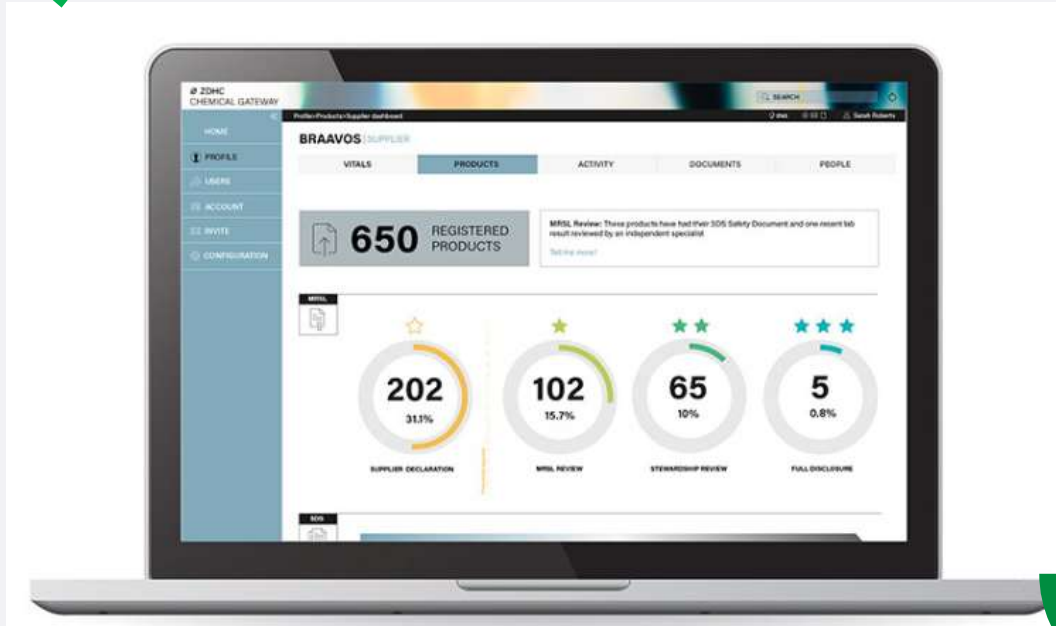 ZDHC
CHEMICAL GATEWAY
SEARCH
Profile>Products>Supplier dashboard
Sarah Roberts
HOME
PROFILE
USERS
ACCOUNT
INVITE
CONFIGURATION
BRAAVOS | SUPPLIER
VITALS
PRODUCTS
ACTIVITY
DOCUMENTS
PEOPLE
650 REGISTERED
PRODUCTS
MRSL Review: These products have had their SDS Safety Document and one recent lab
result reviewed by an independent specialist
Tell me more!
MRSL
202
31.1%
SUPPLIER DECLARATION
102
15.7%
MRSL REVIEW
65
10%
STEWARDSHIP REVIEW
5
0.8%
FULL DISCLOSURE
SDS